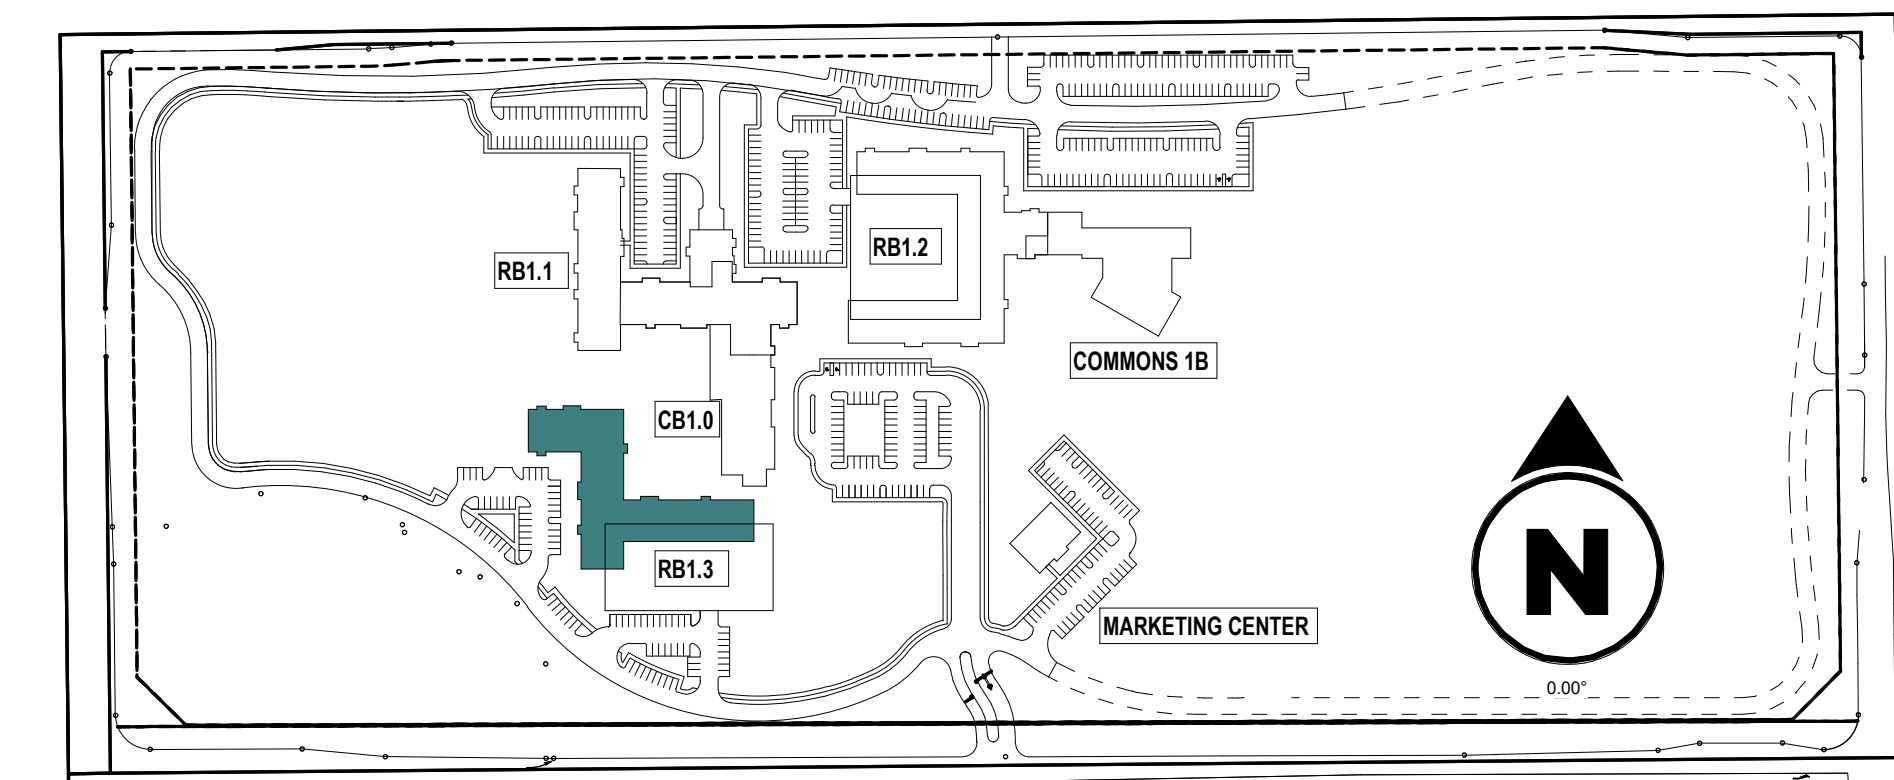 RB1.1
RB1.2
COMMONS 1B
CB1.0
RB1.3
MARKETING CENTER
N
0.00°